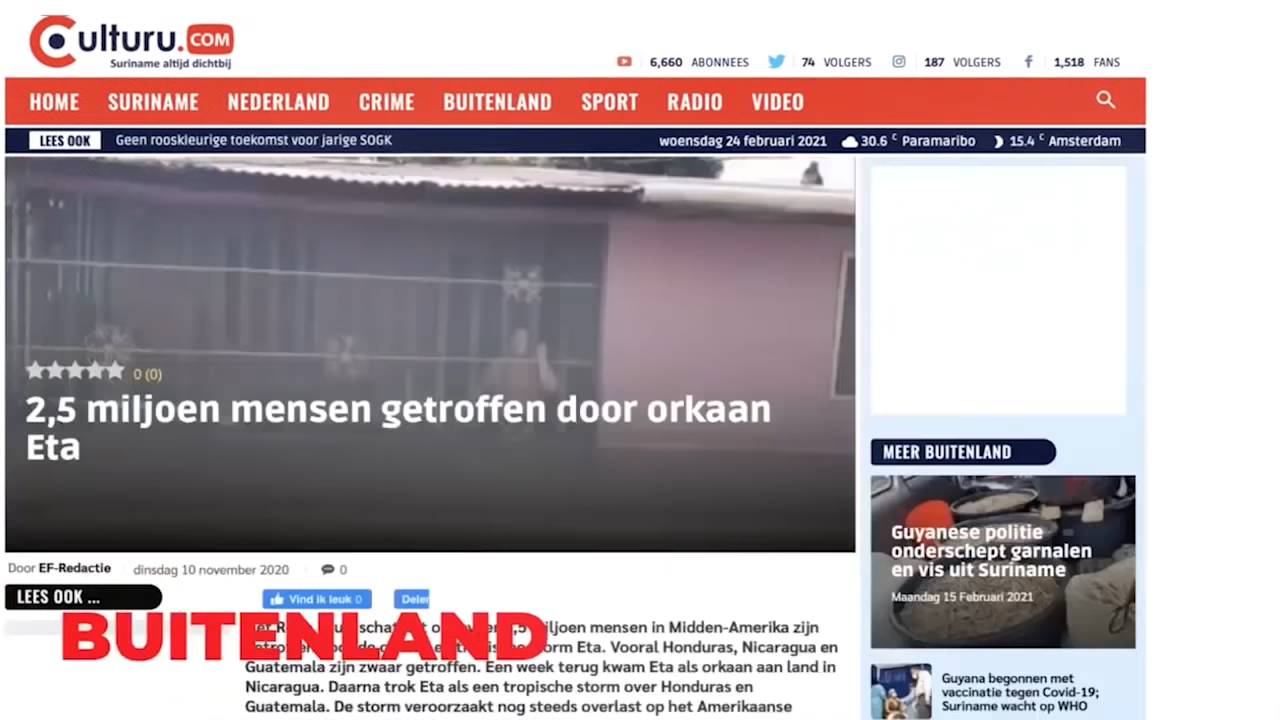 Culturu.COM
Suriname altijd dichtbij
6,660 ABONNEES 74 VOLGERS 187 VOLGERS 1,518 FANS
HOME SURINAME NEDERLAND CRIME BUITENLAND SPORT RADIO VIDEO
LEES OOK Geen rooskleurige toekomst voor jarige SOGK woensdag 24 februari 2021 30.6 C Paramaribo 15.4 C Amsterdam
0 (0)
2,5 miljoen mensen getroffen door orkaan
Eta
MEER BUITENLAND
Guyanese politie
onderschept garnalen
en vis uit Suriname
Maandag 15 Februari 2021
Door EF-Redactie dinsdag 10 november 2020 0
LEES OOK ...
Vind ik leuk 0
BUITENLAND
miljoen mensen in Midden-Amerika zijn
Eta. Vooral Honduras, Nicaragua en
Guatemala zijn zwaar getroffen. Een week terug kwam Eta als orkaan aan land in
Nicaragua. Daarna trok Eta als een tropische storm over Honduras en
Guatemala. De storm veroorzaakt nog steeds overlast op het Amerikaanse
Guyana begonnen met
vaccinatie tegen Covid-19;
Suriname wacht op WHO